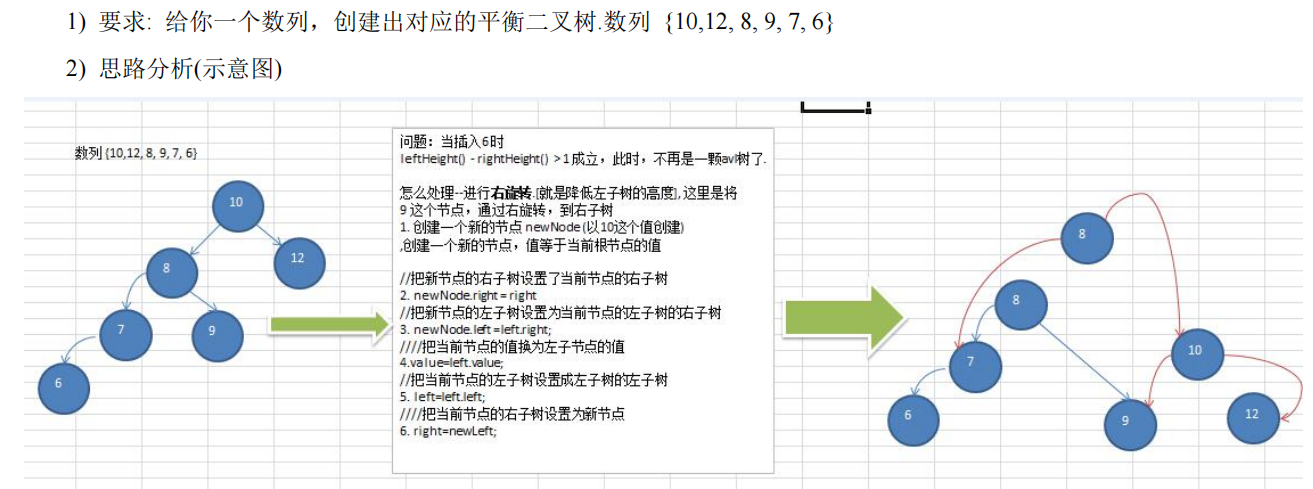 1) 要求: 给你一个数列，创建出对应的平衡二叉树.数列 {10,12, 8, 9, 7, 6}
2) 思路分析(示意图)
数列 {10,12, 8, 9, 7, 6}
10
8
12
7
9
6
问题：当插入6时
leftHeight() - rightHeight() > 1 成立，此时，不再是一颗avl树了.
怎么处理--进行右旋转.[就是降低左子树的高度], 这里是将
9 这个节点，通过右旋转，到右子树
1. 创建一个新的节点 newNode (以10这个值创建)
,创建一个新的节点，值等于当前根节点的值
//把新节点的右子树设置了当前节点的右子树
2. newNode.right = right
//把新节点的左子树设置为当前节点的左子树的右子树
3. newNode.left =left.right;
////把当前节点的值换为左子节点的值
4.value=left.value;
//把当前节点的左子树设置成左子树的左子树
5. left=left.left;
////把当前节点的右子树设置为新节点
6. right=newLeft;
8
8
7
10
6
9
12